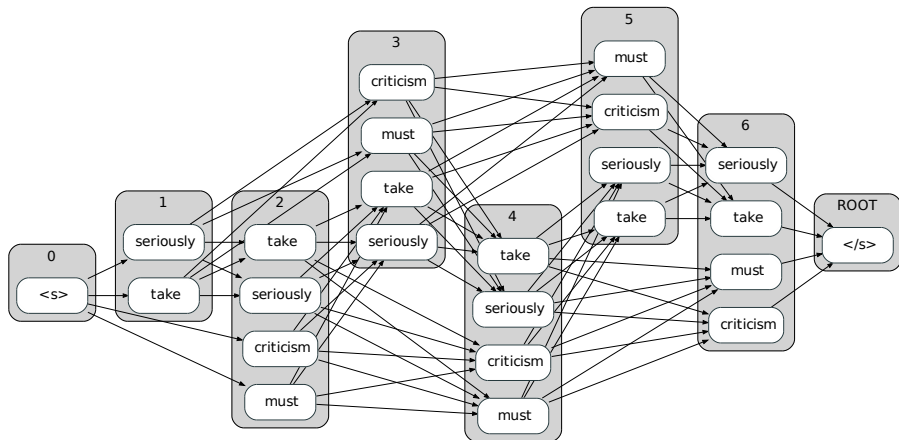 0
<s>
1
seriously
take
2
take
seriously
criticism
must
3
criticism
must
take
seriously
4
take
seriously
criticism
must
5
must
criticism
seriously
take
6
seriously
take
must
criticism
ROOT
</s>